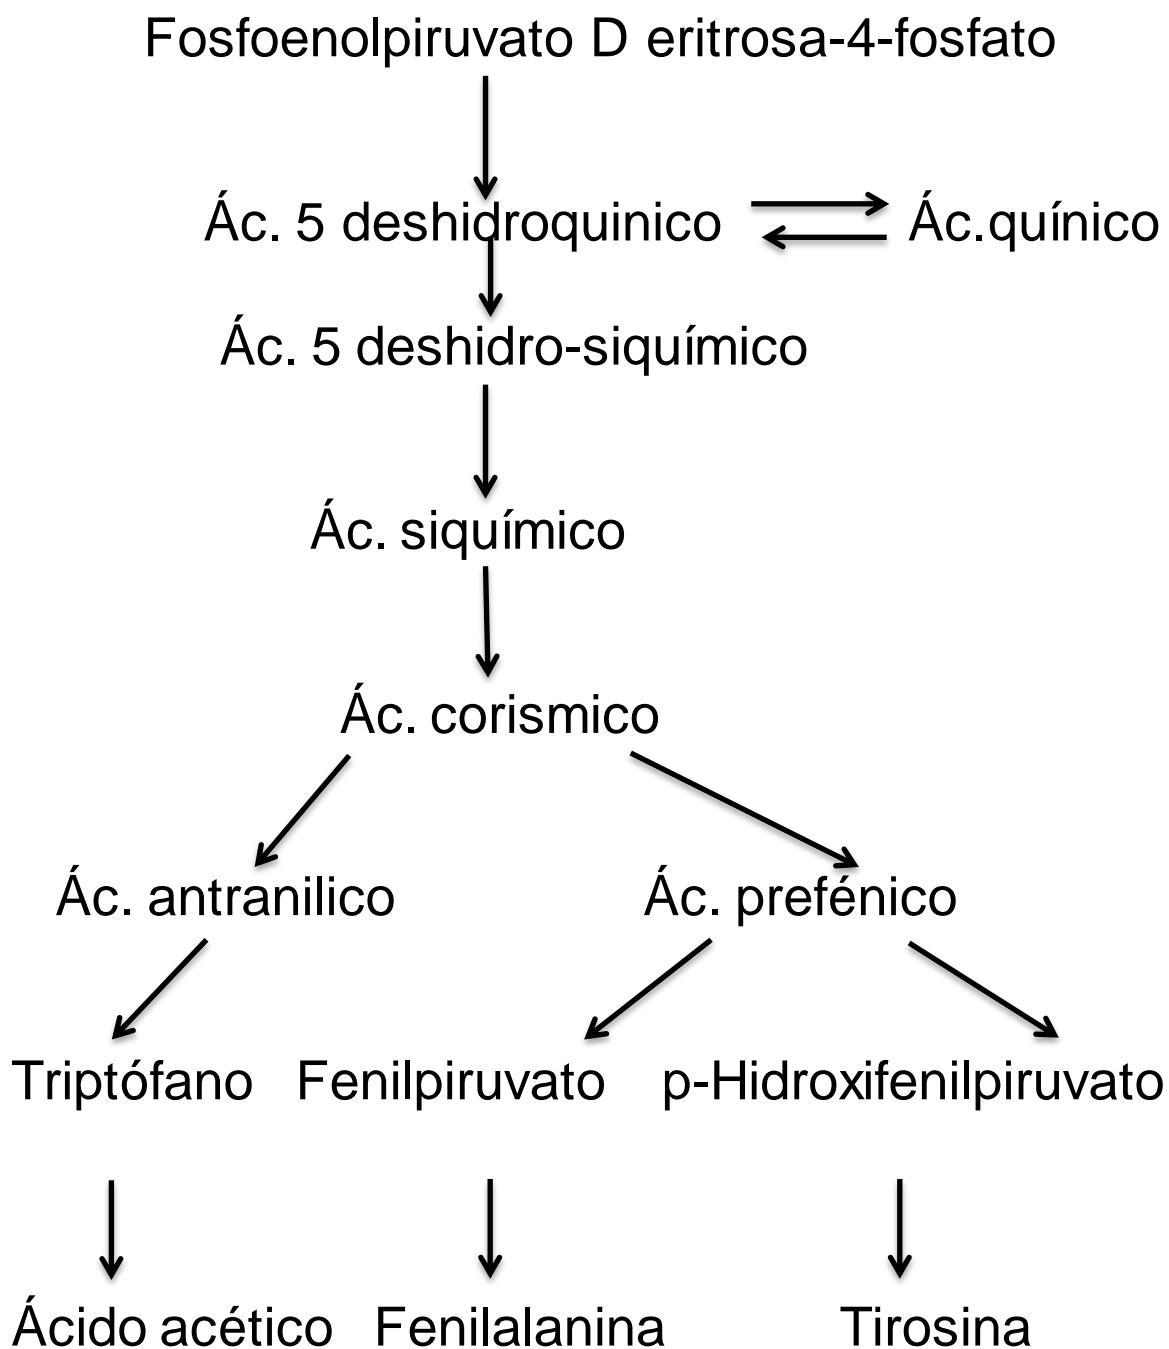 Fosfoenolpiruvato D eritrosa-4-fosfato
Ác. 5 deshidroquinico
Ác.quínico
Ác. 5 deshidro-siquímico
Ác. siquímico
Ác. corismico
Ác. antranilico
Ác. prefénico
Triptófano
Fenilpiruvato
p-Hidroxifenilpiruvato
Ácido acético
Fenilalanina
Tirosina